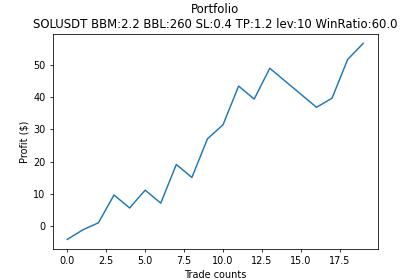 Portfolio
SOLUSDT BBM:2.2 BBL:260 SL:0.4 TP:1.2 lev:10 WinRatio:60.0
50
40
30
20
10
0
Profit ($)
0.0 2.5 5.0 7.5 10.0 12.5 15.0 17.5
Trade counts